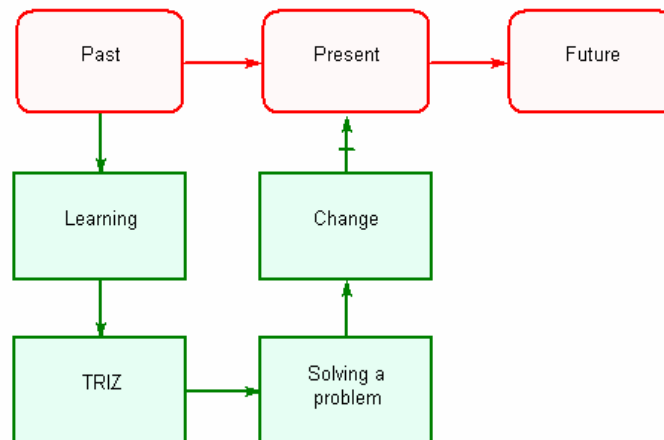 Past
Present
Future
Learning
Change
TRIZ
Solving a
problem